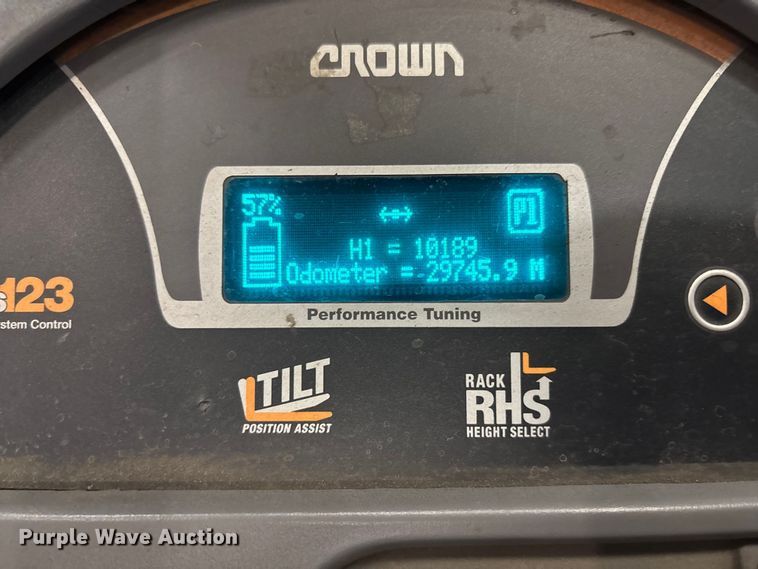 CROWN
57%
P1
H1 = 10189
Odometer =-29745.9 M
Performance Tuning
s123
stem Control
TILT
POSITION ASSIST
RACK
RHS
HEIGHT SELECT
Purple Wave Auction